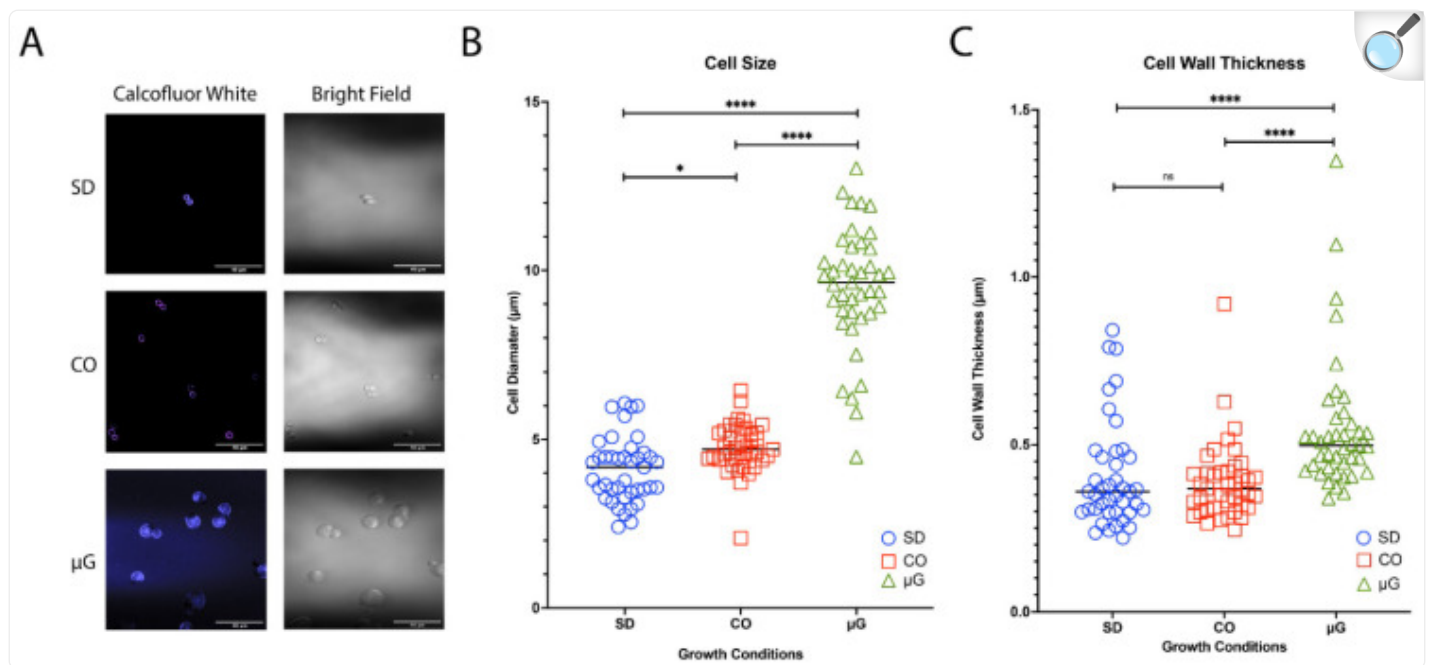 A
Calcofluor White
Bright Field
SD
CO
µG
B
Cell Size
Cell Diamater (µm)
15
10
5
0
****
****
*
SD
CO
µG
SD
CO
µG
Growth Conditions
C
Cell Wall Thickness
Cell Wall Thickness (µm)
1.5
1.0
0.5
0.0
****
****
ns
SD
CO
µG
SD
CO
µG
Growth Conditions